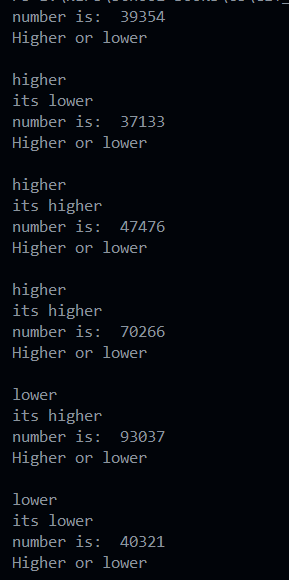 number is:  39354
Higher or lower
higher
its lower
number is:  37133
Higher or lower
higher
its higher
number is:  47476
Higher or lower
higher
its higher
number is:  70266
Higher or lower
lower
its higher
number is:  93037
Higher or lower
lower
its lower
number is:  40321
Higher or lower